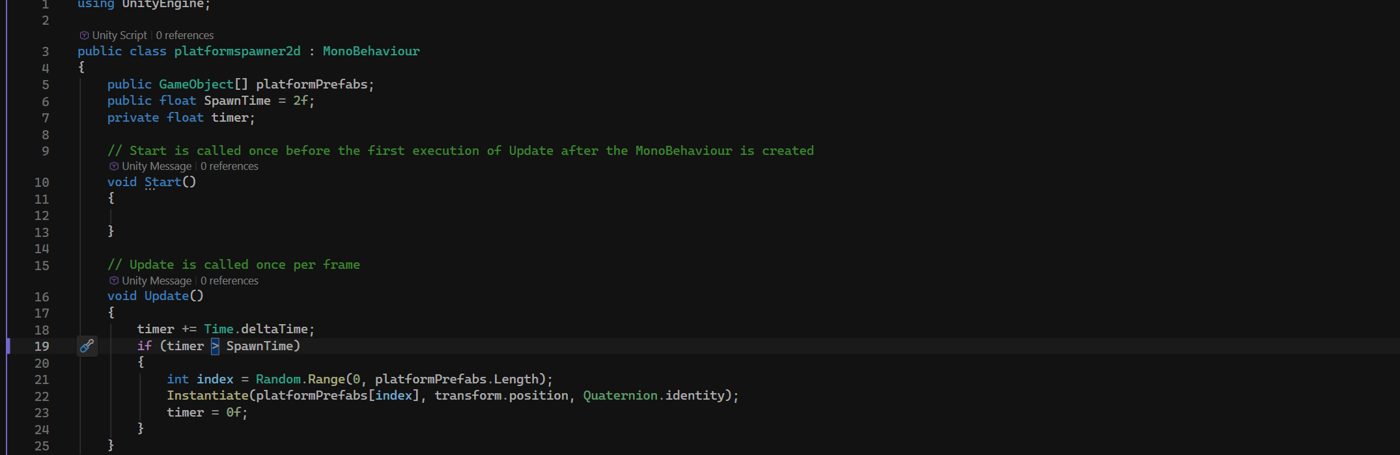 1 using UnityEngine;
2
Unity Script | 0 references
3 public class platformspawner2d : MonoBehaviour
4 {
5 public GameObject[] platformPrefabs;
6 public float SpawnTime = 2f;
7 private float timer;
8
9 // Start is called once before the first execution of Update after the MonoBehaviour is created
Unity Message | 0 references
10 void Start()
11 {
12
13 }
14
15 // Update is called once per frame
Unity Message | 0 references
16 void Update()
17 {
18 timer += Time.deltaTime;
19 if (timer > SpawnTime)
20 {
21 int index = Random.Range(0, platformPrefabs.Length);
22 Instantiate(platformPrefabs[index], transform.position, Quaternion.identity);
23 timer = 0f;
24 }
25 }